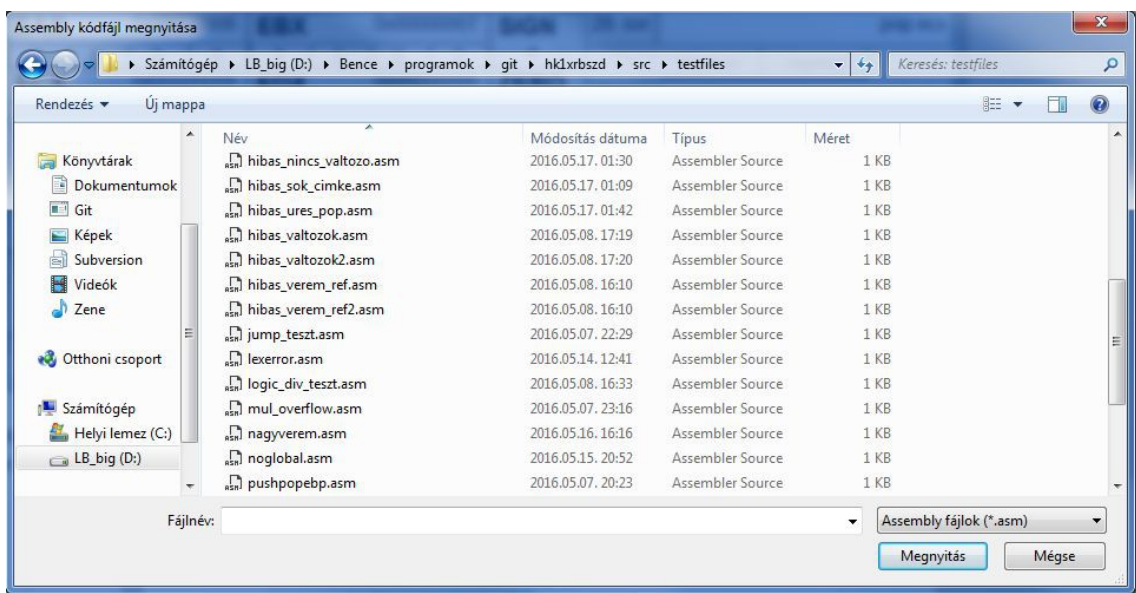 Assembly kódfájl megnyitása
Számítógép ▸ LB_big (D:) ▸ Bence ▸ programok ▸ git ▸ hk1xrbszd ▸ src ▸ testfiles
Keresés: testfiles
Rendezés Új mappa
Név Módosítás dátuma Típus Méret
Könyvtárak
Dokumentumok
Git
Képek
Subversion
Videók
Zene
Otthoni csoport
Számítógép
Helyi lemez (C:)
LB_big (D:)
hibas_nincs_valtozo.asm 2016.05.17. 01:30 Assembler Source 1 KB
hibas_sok_cimke.asm 2016.05.17. 01:09 Assembler Source 1 KB
hibas_ures_pop.asm 2016.05.17. 01:42 Assembler Source 1 KB
hibas_valtozok.asm 2016.05.08. 17:19 Assembler Source 1 KB
hibas_valtozok2.asm 2016.05.08. 17:20 Assembler Source 1 KB
hibas_verem_ref.asm 2016.05.08. 16:10 Assembler Source 1 KB
hibas_verem_ref2.asm 2016.05.08. 16:10 Assembler Source 1 KB
jump_teszt.asm 2016.05.07. 22:29 Assembler Source 1 KB
lexerror.asm 2016.05.14. 12:41 Assembler Source 1 KB
logic_div_teszt.asm 2016.05.08. 16:33 Assembler Source 1 KB
mul_overflow.asm 2016.05.07. 23:16 Assembler Source 1 KB
nagyverem.asm 2016.05.16. 16:16 Assembler Source 1 KB
noglobal.asm 2016.05.15. 20:52 Assembler Source 1 KB
pushpopebp.asm 2016.05.07. 20:23 Assembler Source 1 KB
Fájlnév:
Assembly fájlok (*.asm)
Megnyitás Mégse